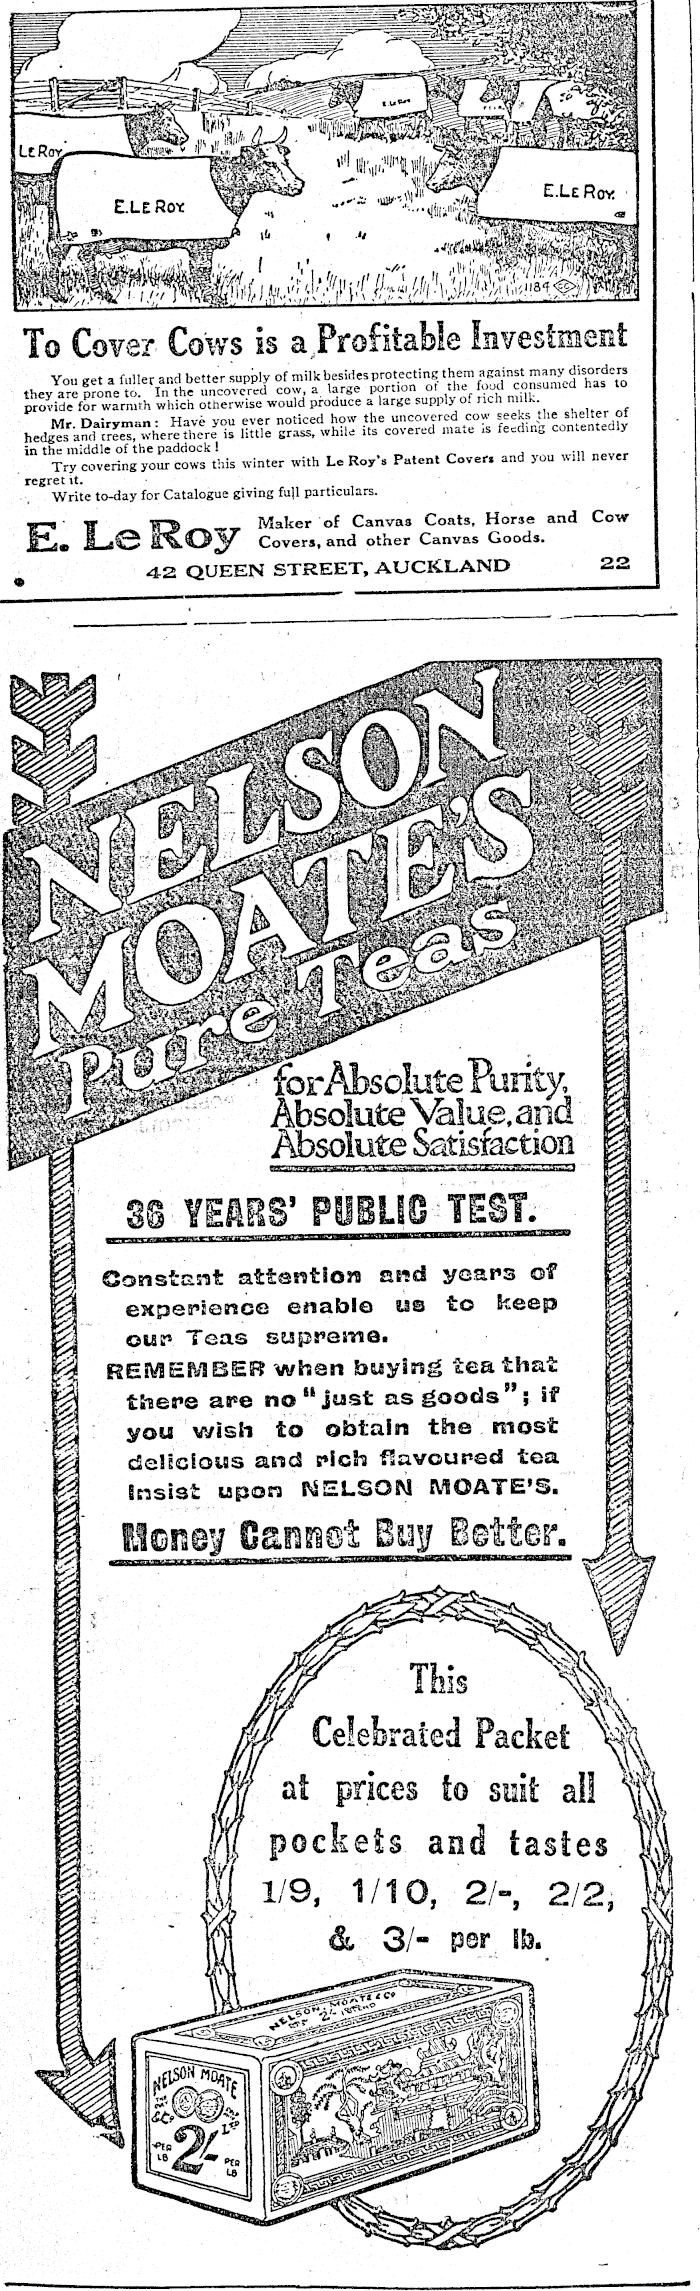 E. LE ROY
LE ROY.
E. LE ROY.
E. LE ROY.
1184
To Cover Cows is a Profitable Investment
You get a fuller and better supply of milk besides protecting them against many disorders
they are prone to. In the uncovered cow, a large portion of the food consumed has to
provide for warmth which otherwise would produce a large supply of rich milk.
Mr. Dairyman: Have you ever noticed how the uncovered cow seeks the shelter of
hedges and trees, where there is little grass, while its covered mate is feeding contentedly
in the middle of the paddock!
Try covering your cows this winter with Le Roy's Patent Covers and you will never
regret it.
Write to-day for Catalogue giving full particulars.
E. Le Roy
Maker of Canvas Coats, Horse and Cow
Covers, and other Canvas Goods.
42 QUEEN STREET, AUCKLAND 22
NELSON
MOATE'S
Pure Teas
for Absolute Purity,
Absolute Value, and
Absolute Satisfaction
36 YEARS' PUBLIC TEST.
Constant attention and years of
experience enable us to keep
our Teas supreme.
REMEMBER when buying tea that
there are no "just as goods"; if
you wish to obtain the most
delicious and rich flavoured tea
insist upon NELSON MOATE'S.
Money Cannot Buy Better.
This
Celebrated Packet
at prices to suit all
pockets and tastes
1/9, 1/10, 2/-, 2/2,
& 3/- per lb.
NELSON, MOATE & CO
2/- BLEND
NELSON MOATE
& Co LTD
2/-
PER LB PER LB